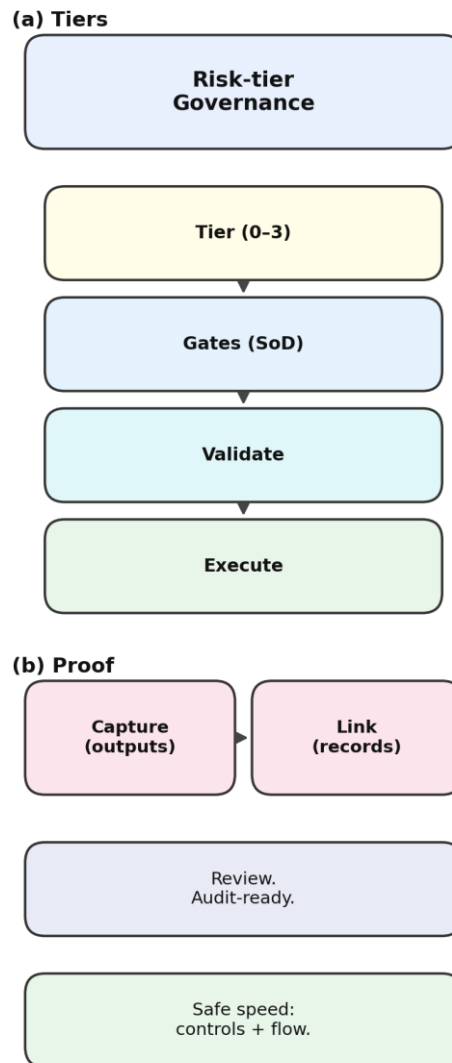 (a) Tiers
Risk-tier
Governance
Tier (0–3)
Gates (SoD)
Validate
Execute
(b) Proof
Capture
(outputs)
Link
(records)
Review.
Audit-ready.
Safe speed:
controls + flow.